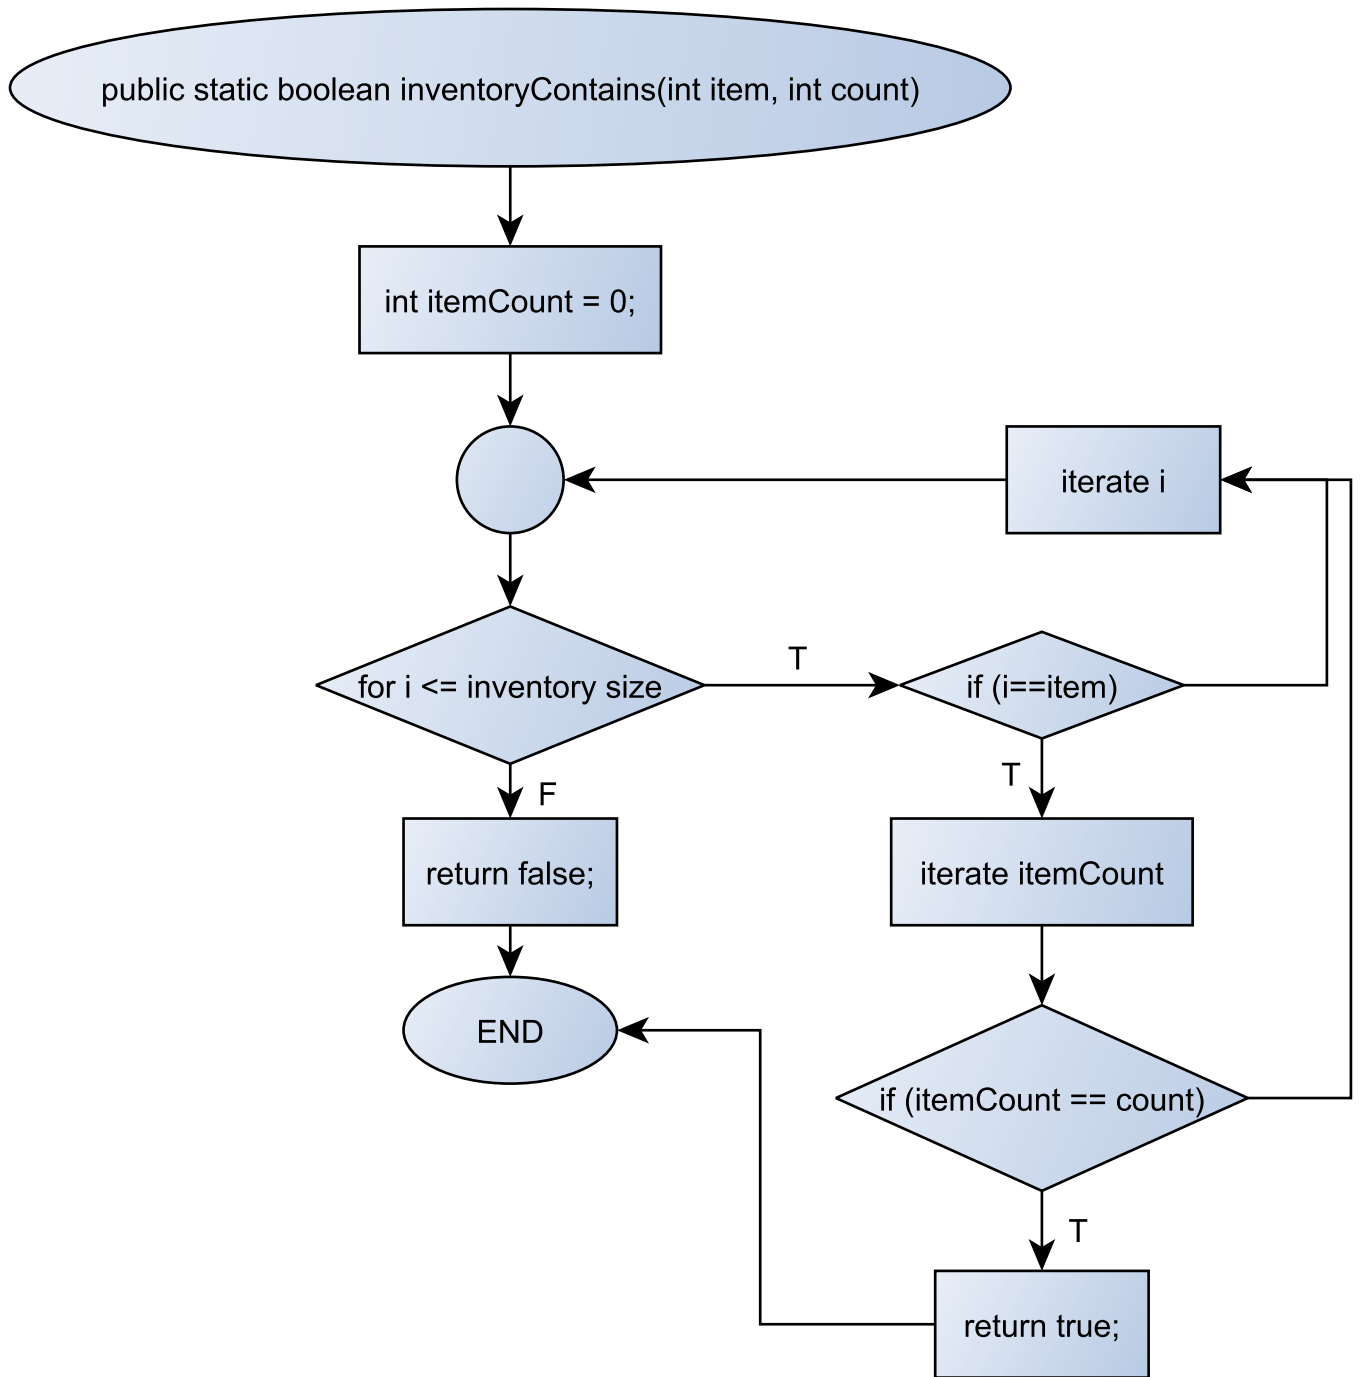 public static boolean inventoryContains(int item, int count)
int itemCount = 0;
iterate i
for i <= inventory size
T
if (i==item)
F
T
return false;
iterate itemCount
END
if (itemCount == count)
T
return true;